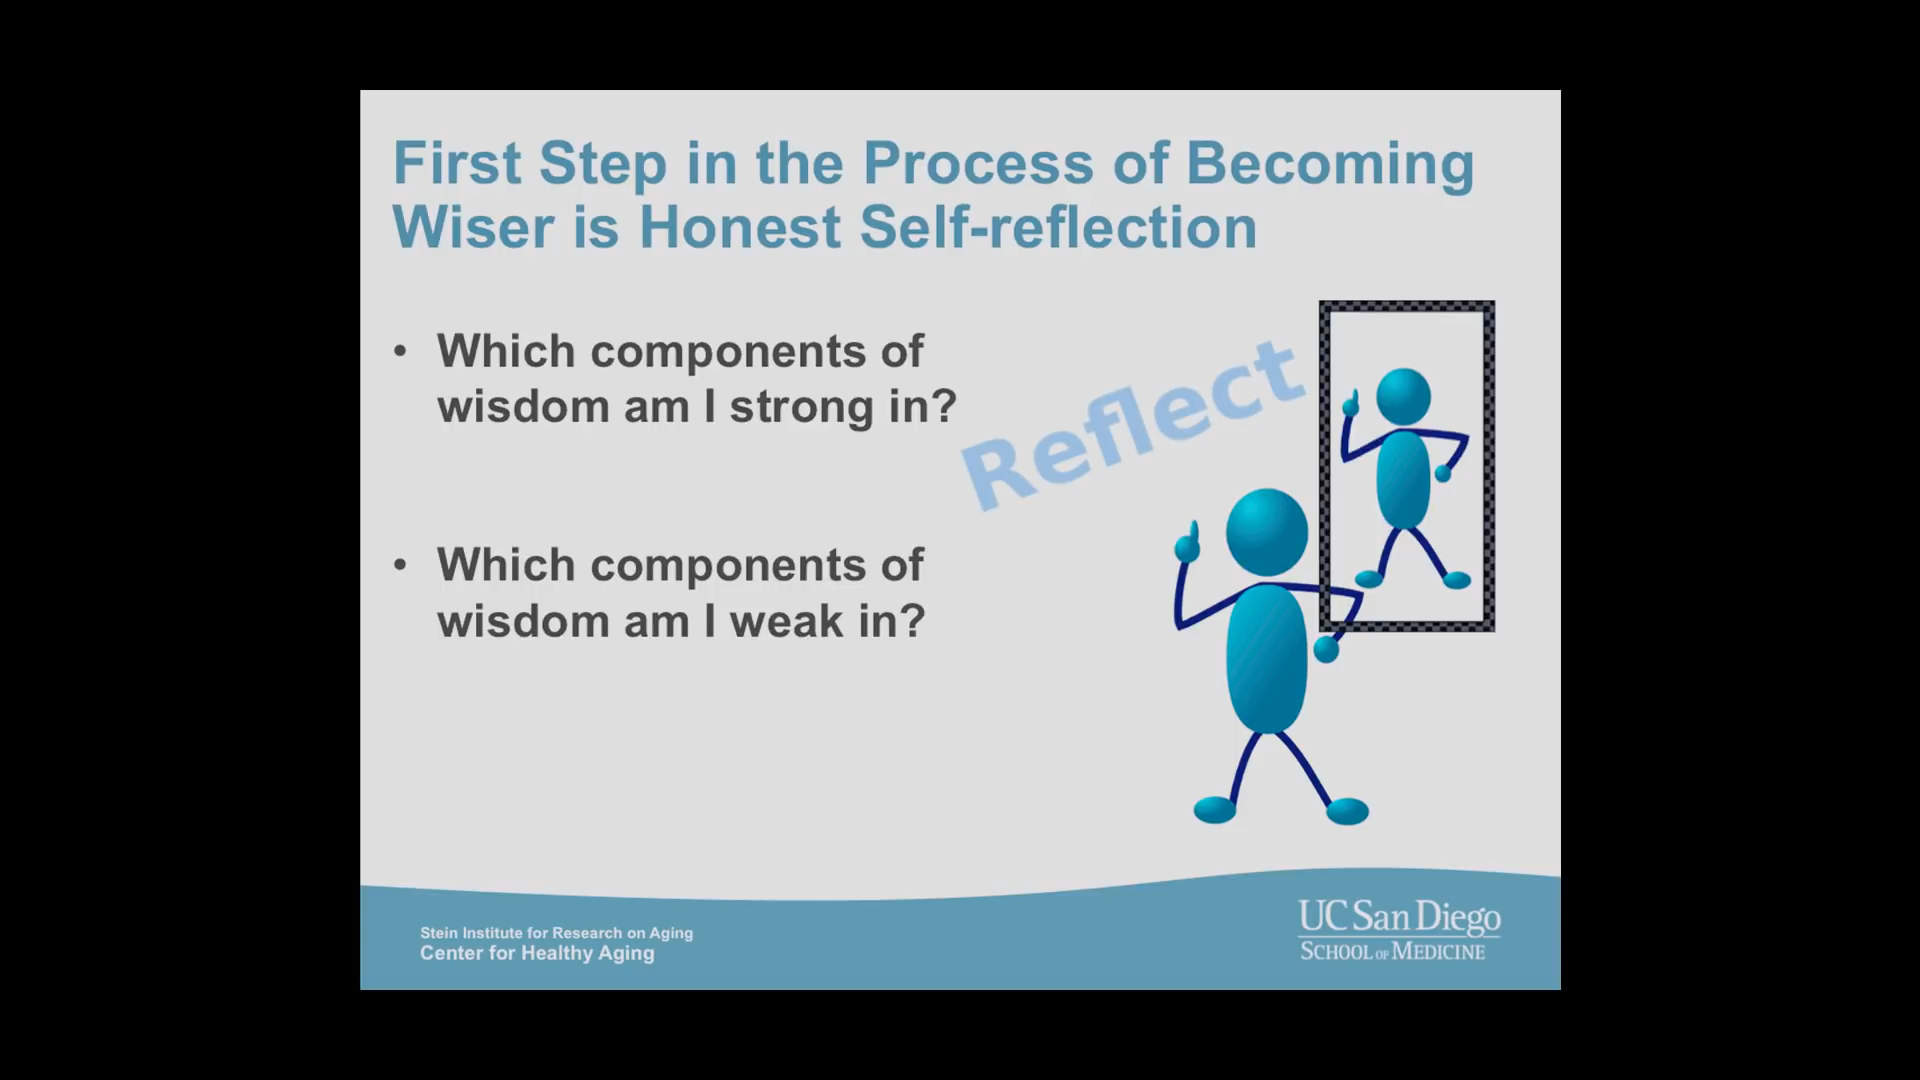 First Step in the Process of Becoming
Wiser is Honest Self-reflection
• Which components of
wisdom am I strong in?
Reflect
• Which components of
wisdom am I weak in?
Stein Institute for Research on Aging
Center for Healthy Aging
UC San Diego
SCHOOL OF MEDICINE